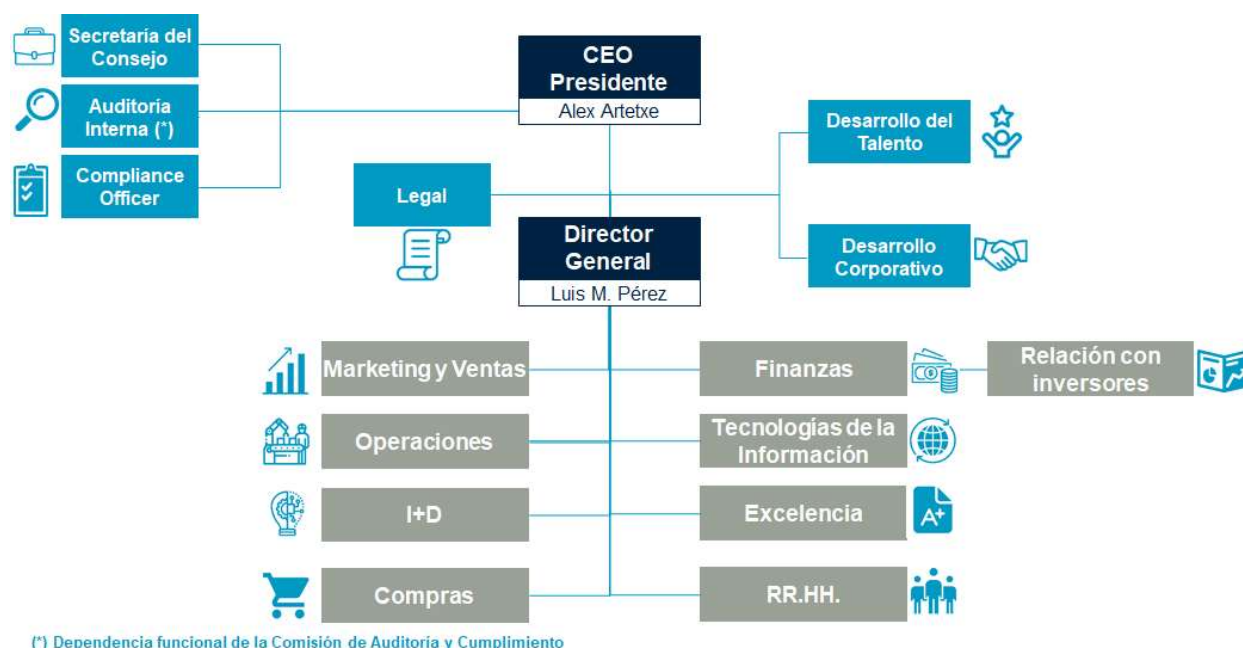 Secretaría del
Consejo
Auditoría
Interna (*)
Compliance
Officer
CEO
Presidente
Alex Artetxe
Desarrollo del
Talento
Legal
Desarrollo
Corporativo
Director
General
Luis M. Pérez
Marketing y Ventas
Finanzas
Relación con
inversores
Operaciones
Tecnologías de la
Información
I+D
Excelencia
A+
Compras
RR.HH.
(*) Dependencia funcional de la Comisión de Auditoría y Cumplimiento